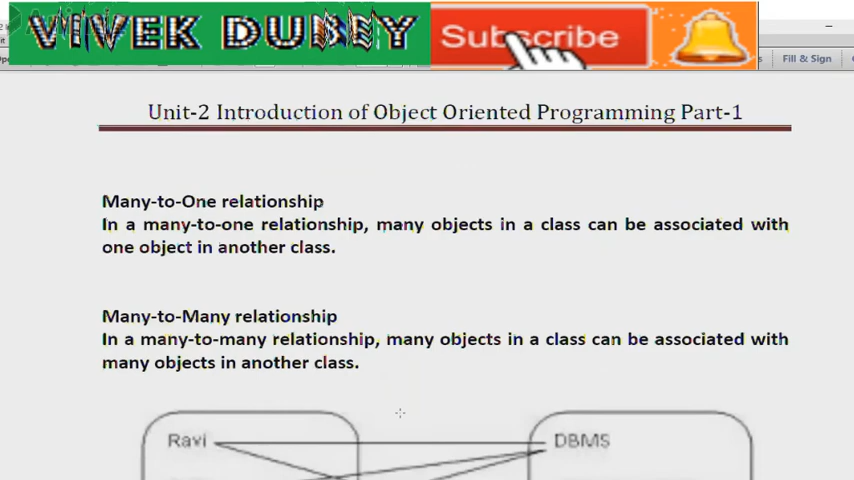 VIVEK DUBEY Subscribe
Fill & Sign
Unit-2 Introduction of Object Oriented Programming Part-1
Many-to-One relationship
In a many-to-one relationship, many objects in a class can be associated with
one object in another class.
Many-to-Many relationship
In a many-to-many relationship, many objects in a class can be associated with
many objects in another class.
Ravi DBMS